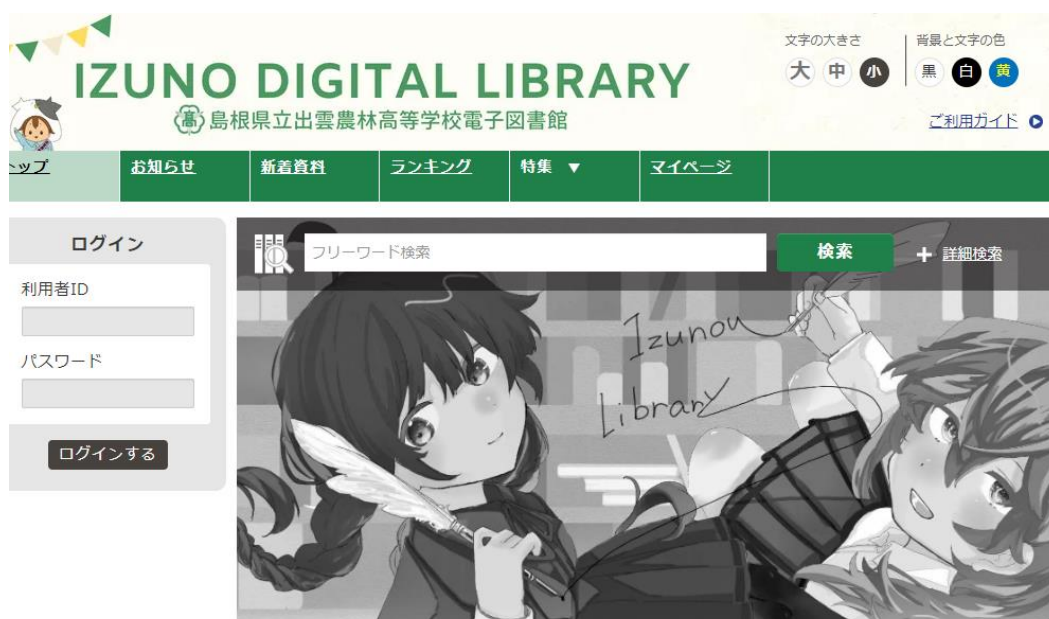 IZUNO DIGITAL LIBRARY
高 島根県立出雲農林高等学校電子図書館
文字の大きさ
大 中 小
背景と文字の色
黒 白 黄
ご利用ガイド
トップ お知らせ 新着資料 ランキング 特集 ▼ マイページ
ログイン
利用者ID
パスワード
ログインする
フリーワード検索 検索 + 詳細検索
Izunou
Library